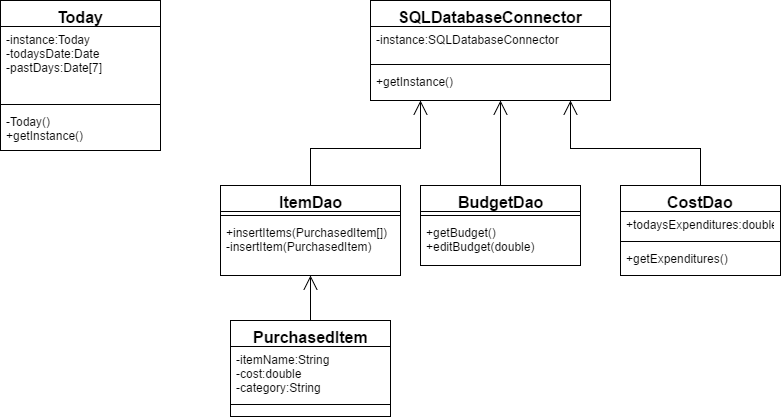 Today
-instance:Today
-todaysDate:Date
-pastDays:Date[7]
-Today()
+getInstance()
SQLDatabaseConnector
-instance:SQLDatabaseConnector
+getInstance()
ItemDao
+insertItems(PurchasedItem[])
-insertItem(PurchasedItem)
BudgetDao
+getBudget()
+editBudget(double)
CostDao
+todaysExpenditures:double
+getExpenditures()
PurchasedItem
-itemName:String
-cost:double
-category:String